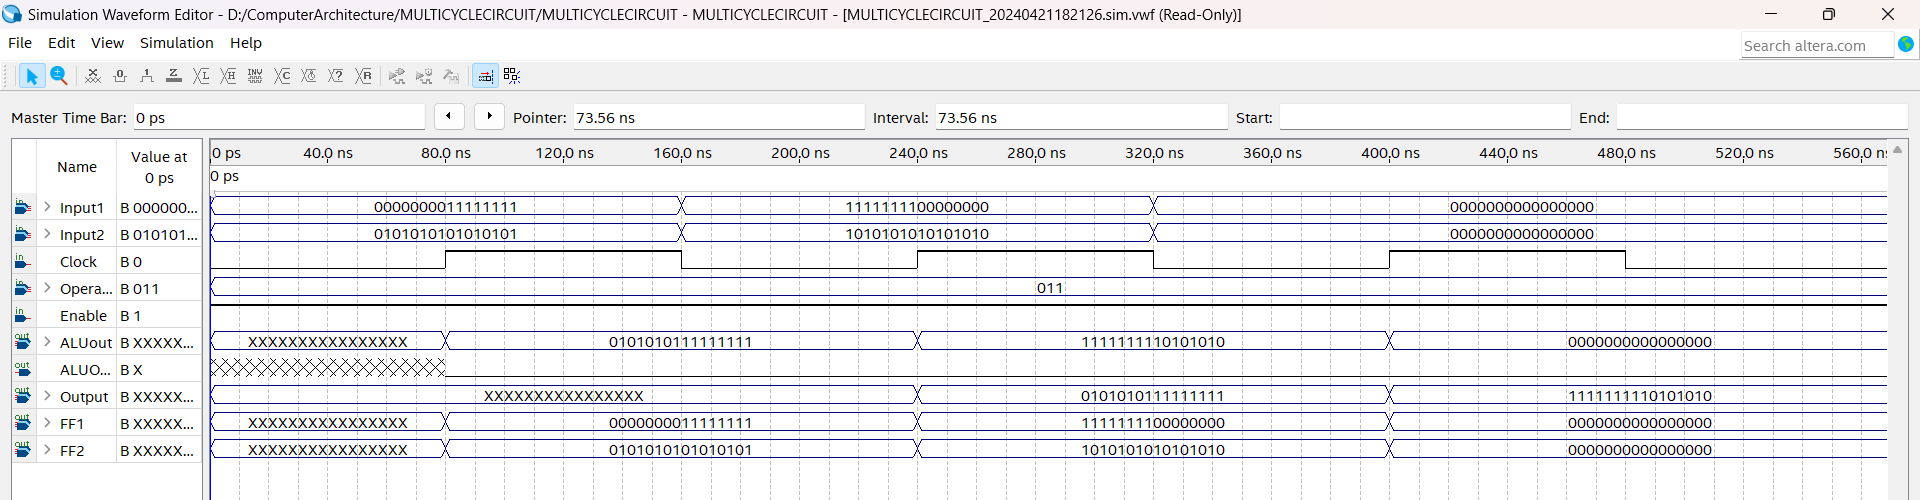 Simulation Waveform Editor - D:/ComputerArchitecture/MULTICYCLECIRCUIT/MULTICYCLECIRCUIT - MULTICYCLECIRCUIT - [MULTICYCLECIRCUIT_20240421182126.sim.vwf (Read-Only)]
File Edit View Simulation Help
Search altera.com
Master Time Bar: 0 ps Pointer: 73.56 ns Interval: 73.56 ns Start: End:
Name Value at 0 ps
0 ps 40.0 ns 80.0 ns 120.0 ns 160.0 ns 200.0 ns 240.0 ns 280.0 ns 320.0 ns 360.0 ns 400.0 ns 440.0 ns 480.0 ns 520.0 ns 560.0 n
0 ps
Input1 B 000000... 0000000011111111 1111111100000000 0000000000000000
Input2 B 010101... 0101010101010101 1010101010101010 0000000000000000
Clock B 0
Opera... B 011 011
Enable B 1
ALUout B XXXXX... XXXXXXXXXXXXXXXX 0101010111111111 1111111110101010 0000000000000000
ALUO... B X
Output B XXXXX... XXXXXXXXXXXXXXXX 0101010111111111 1111111110101010
FF1 B XXXXX... XXXXXXXXXXXXXXXX 0000000011111111 1111111100000000 0000000000000000
FF2 B XXXXX... XXXXXXXXXXXXXXXX 0101010101010101 1010101010101010 0000000000000000